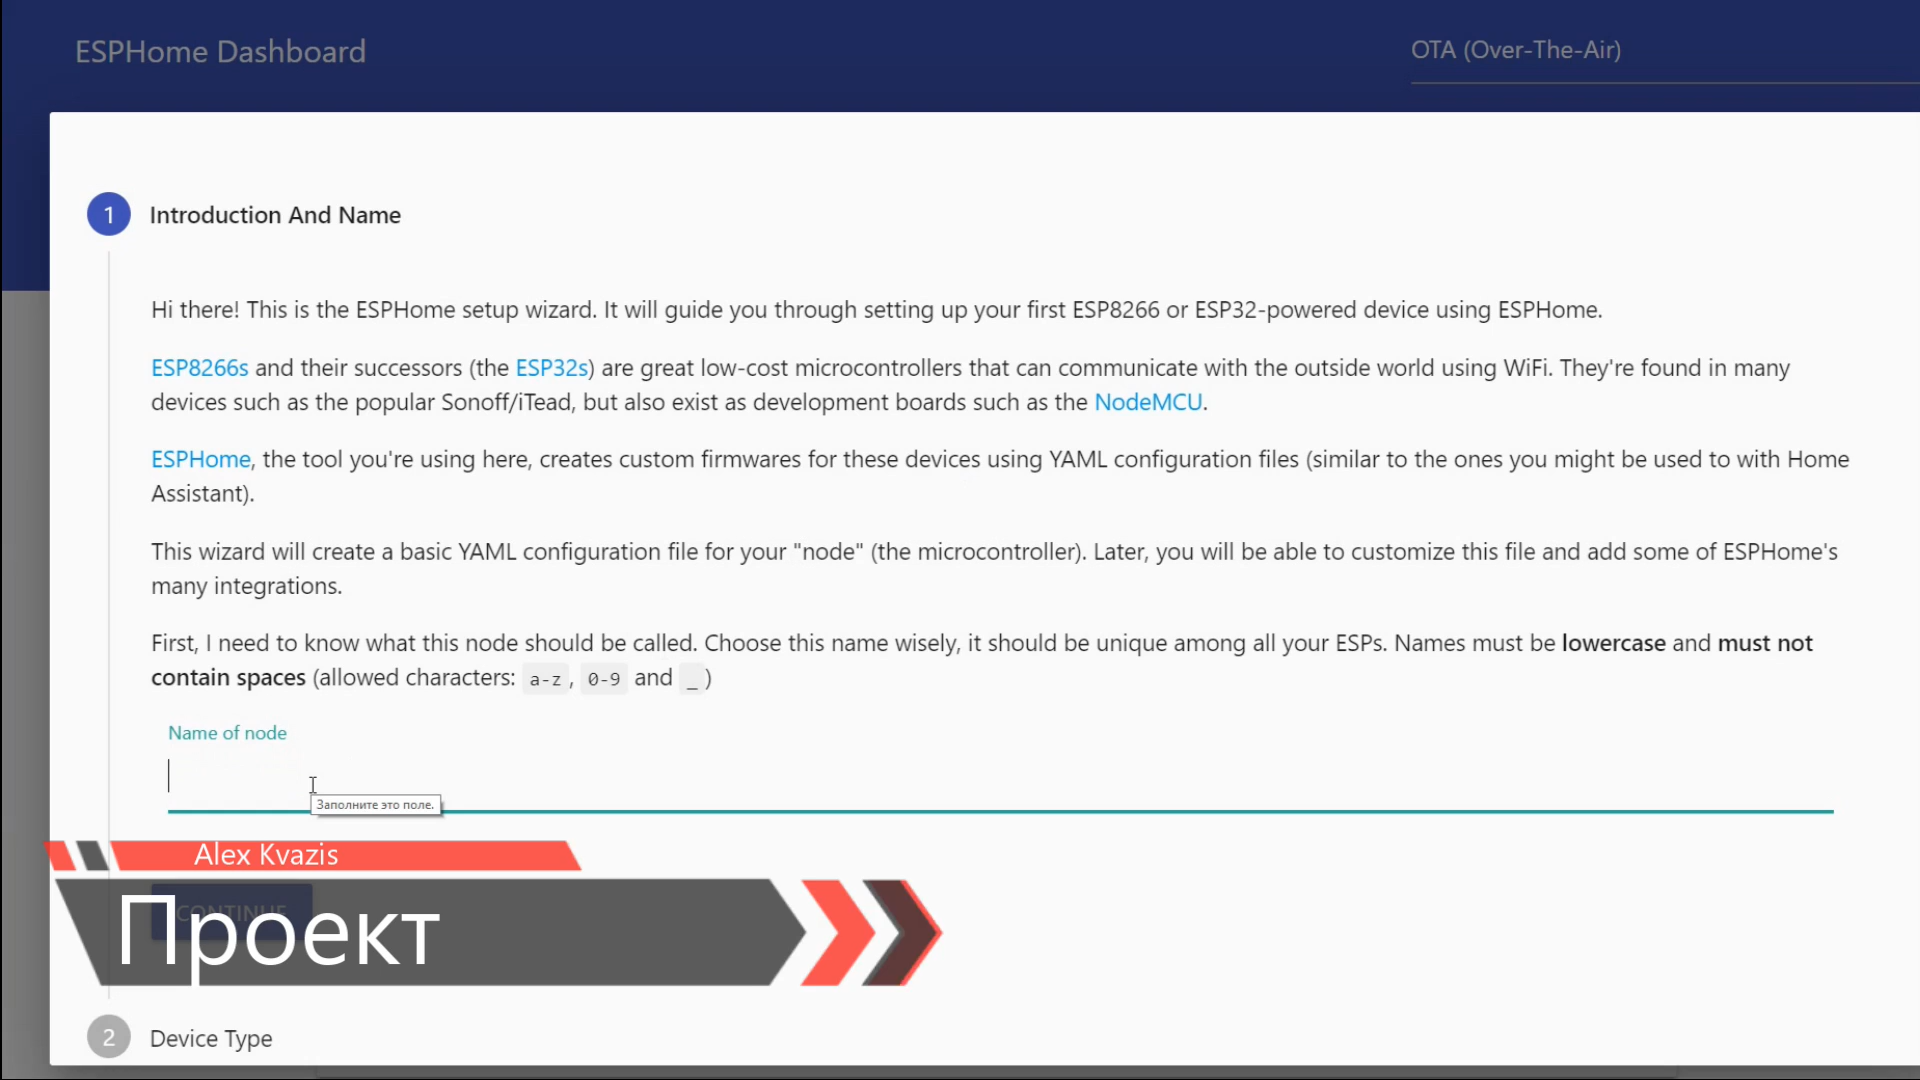 ESPHome Dashboard
OTA (Over-The-Air)
1 Introduction And Name
Hi there! This is the ESPHome setup wizard. It will guide you through setting up your first ESP8266 or ESP32-powered device using ESPHome.
ESP8266s and their successors (the ESP32s) are great low-cost microcontrollers that can communicate with the outside world using WiFi. They're found in many
devices such as the popular Sonoff/iTead, but also exist as development boards such as the NodeMCU.
ESPHome, the tool you're using here, creates custom firmwares for these devices using YAML configuration files (similar to the ones you might be used to with Home
Assistant).
This wizard will create a basic YAML configuration file for your "node" (the microcontroller). Later, you will be able to customize this file and add some of ESPHome's
many integrations.
First, I need to know what this node should be called. Choose this name wisely, it should be unique among all your ESPs. Names must be lowercase and must not
contain spaces (allowed characters: a-z, 0-9 and _)
Name of node
Заполните это поле.
Alex Kvazis
CONTINUE
Проект
2 Device Type